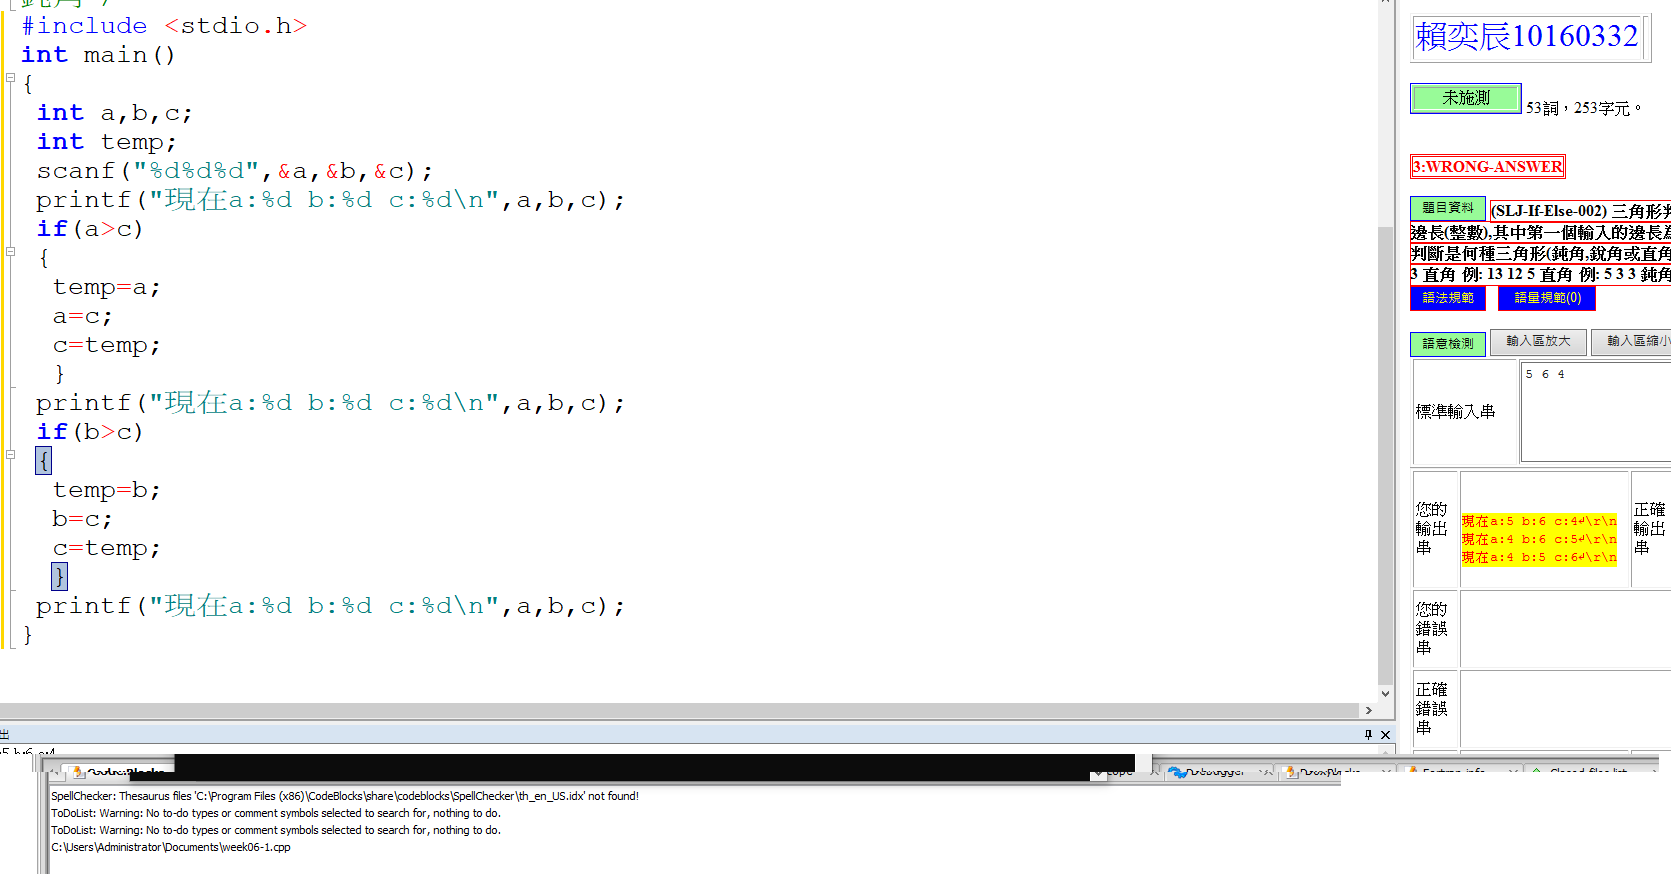 #include <stdio.h>
int main()
{
int a,b,c;
int temp;
scanf("%d%d%d",&a,&b,&c);
printf("現在a:%d b:%d c:%d\n",a,b,c);
if(a>c)
{
temp=a;
a=c;
c=temp;
}
printf("現在a:%d b:%d c:%d\n",a,b,c);
if(b>c)
{
temp=b;
b=c;
c=temp;
}
printf("現在a:%d b:%d c:%d\n",a,b,c);
}
賴奕辰10160332
未施測 53詞，253字元。
3:WRONG-ANSWER
題目資料 (SLJ-If-Else-002) 三角形
邊長(整數),其中第一個輸入的邊長為
判斷是何種三角形(鈍角,銳角或直角
3 直角 例: 13 12 5 直角 例: 5 3 3 鈍角
語法規範 語量規範(0)
語意檢測 輸入區放大 輸入區縮小
標準輸入串
5 6 4
您的輸出串
現在a:5 b:6 c:4↵\r\n
現在a:4 b:6 c:5↵\r\n
現在a:4 b:5 c:6↵\r\n
正確輸出串
您的錯誤串
正確錯誤串
出
SpellChecker: Thesaurus files 'C:\Program Files (x86)\CodeBlocks\share\codeblocks\SpellChecker\th_en_US.idx' not found!
ToDoList: Warning: No to-do types or comment symbols selected to search for, nothing to do.
ToDoList: Warning: No to-do types or comment symbols selected to search for, nothing to do.
C:\Users\Administrator\Documents\week06-1.cpp